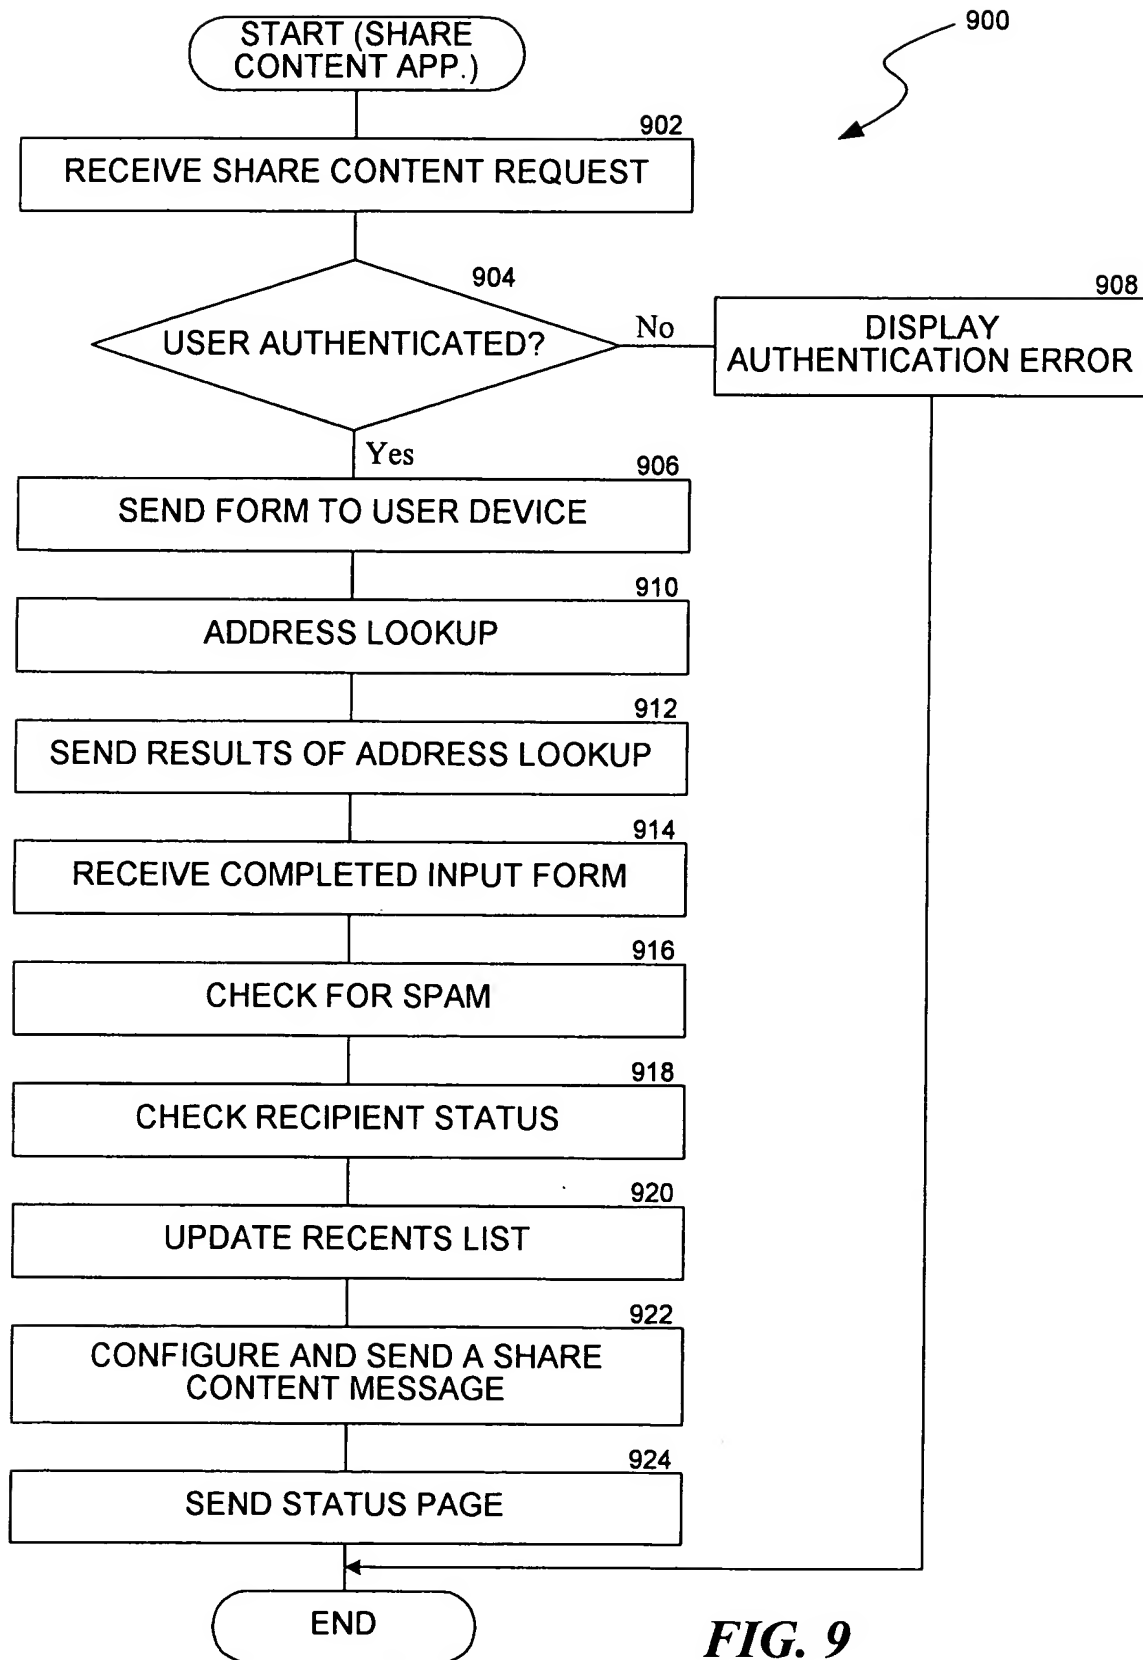 START (SHARE
CONTENT APP.)
900
902
RECEIVE SHARE CONTENT REQUEST
904
USER AUTHENTICATED?
No
908
DISPLAY
AUTHENTICATION ERROR
Yes
906
SEND FORM TO USER DEVICE
910
ADDRESS LOOKUP
912
SEND RESULTS OF ADDRESS LOOKUP
914
RECEIVE COMPLETED INPUT FORM
916
CHECK FOR SPAM
918
CHECK RECIPIENT STATUS
920
UPDATE RECENTS LIST
922
CONFIGURE AND SEND A SHARE
CONTENT MESSAGE
924
SEND STATUS PAGE
END
FIG. 9